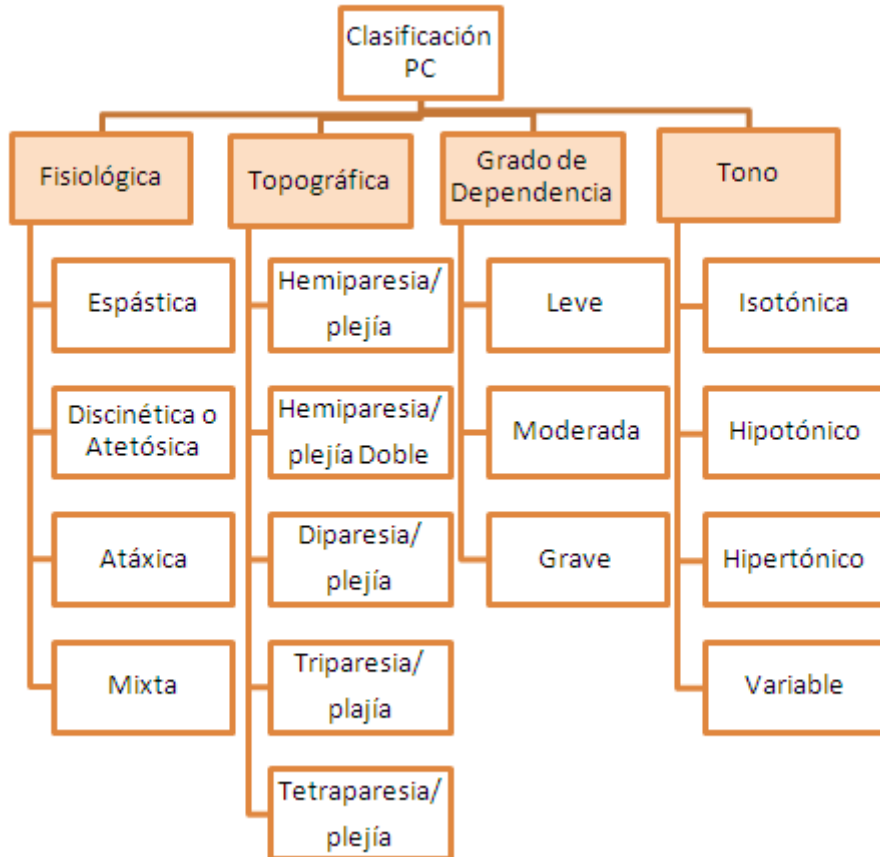 Clasificación
PC
Fisiológica
Espástica
Discinética o
Atetósica
Atáxica
Mixta
Topográfica
Hemiparesia/
plejía
Hemiparesia/
plejía Doble
Diparesia/
plejía
Triparesia/
plajía
Tetraparesia/
plejía
Grado de
Dependencia
Leve
Moderada
Grave
Tono
Isotónica
Hipotónico
Hipertónico
Variable